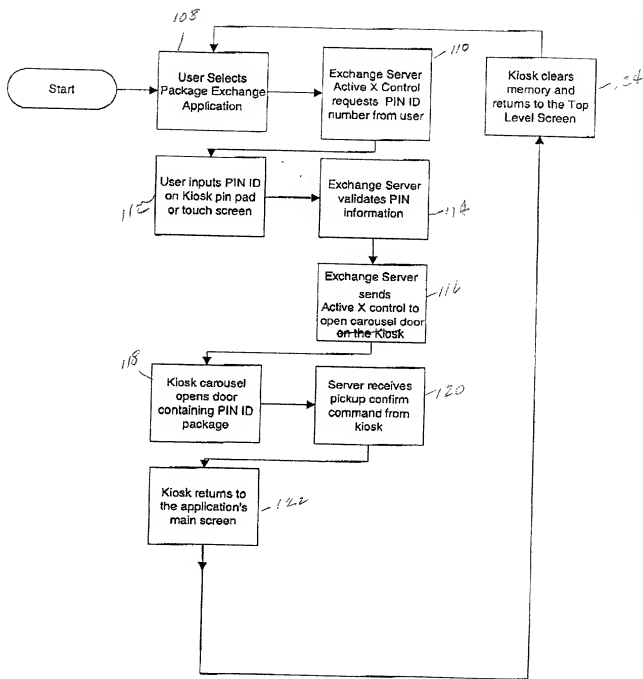 108
110
Start
User Selects
Package Exchange
Application
Exchange Server
Active X Control
requests PIN ID
number from user
Kiosk clears
memory and
returns to the Top
Level Screen
124
User inputs PIN ID
on Kiosk pin pad
or touch screen
112
Exchange Server
validates PIN
information
114
Exchange Server
sends
Active X control to
open carousel door
on the Kiosk
116
118
Kiosk carousel
opens door
containing PIN ID
package
Server receives
pickup confirm
command from
kiosk
120
Kiosk returns to
the application's
main screen
122